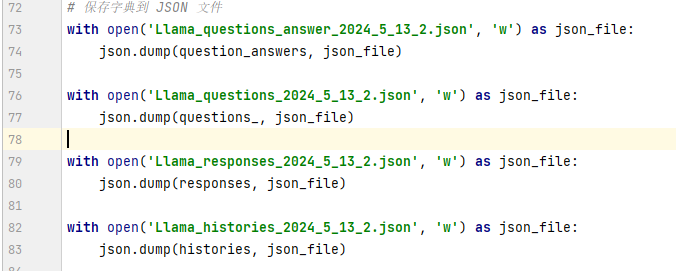 72 # 保存字典到 JSON 文件
73 with open('Llama_questions_answer_2024_5_13_2.json', 'w') as json_file:
74 json.dump(question_answers, json_file)
75
76 with open('Llama_questions_2024_5_13_2.json', 'w') as json_file:
77 json.dump(questions_, json_file)
78
79 with open('Llama_responses_2024_5_13_2.json', 'w') as json_file:
80 json.dump(responses, json_file)
81
82 with open('Llama_histories_2024_5_13_2.json', 'w') as json_file:
83 json.dump(histories, json_file)